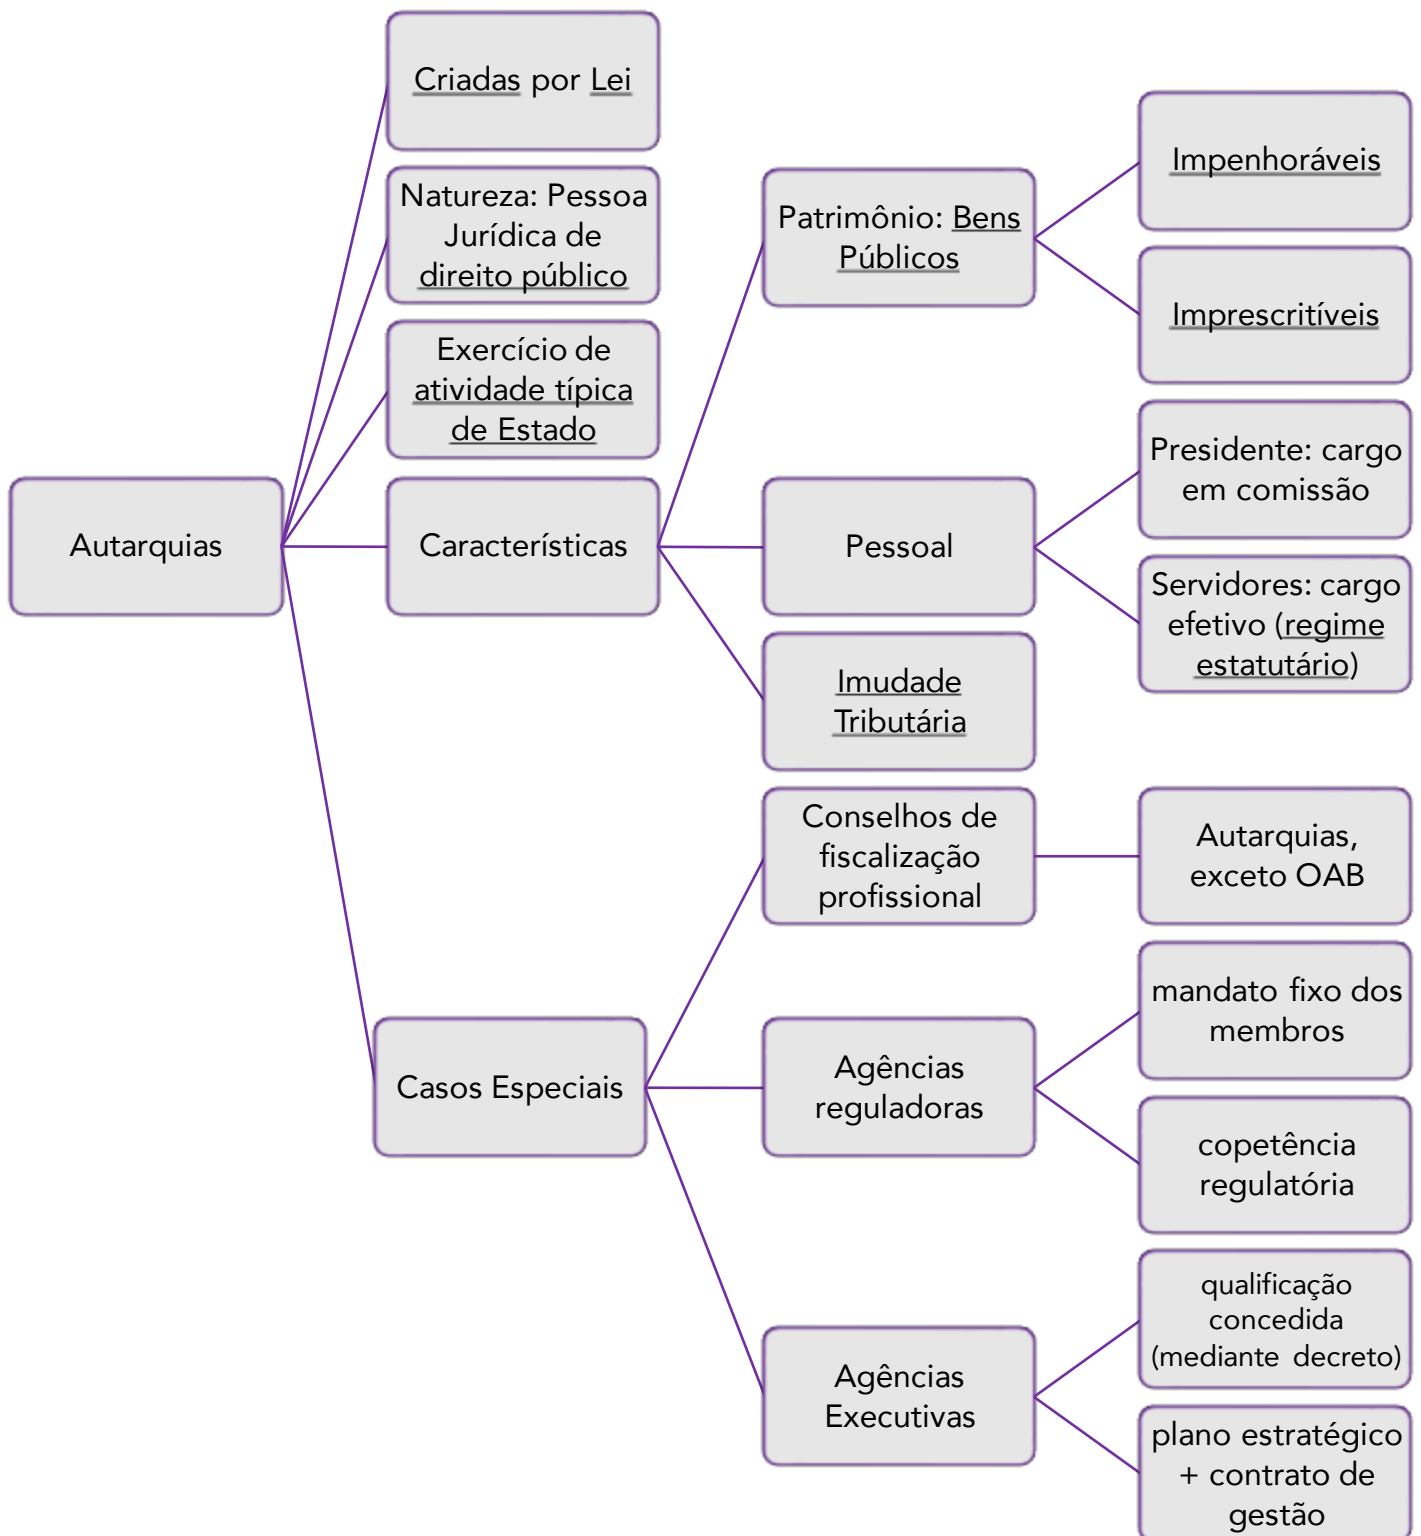 Criadas por Lei
Natureza: Pessoa
Jurídica de
direito público
Exercício de
atividade típica
de Estado
Autarquias
Características
Patrimônio: Bens
Públicos
Impenhoráveis
Imprescritíveis
Pessoal
Presidente: cargo
em comissão
Servidores: cargo
efetivo (regime
estatutário)
Imudade
Tributária
Casos Especiais
Conselhos de
fiscalização
profissional
Autarquias,
exceto OAB
Agências
reguladoras
mandato fixo dos
membros
copetência
regulatória
Agências
Executivas
qualificação
concedida
(mediante decreto)
plano estratégico
+ contrato de
gestão